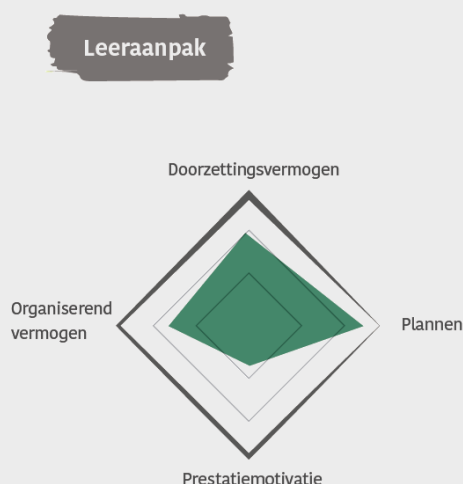 Leeraanpak
Doorzettingsvermogen
Organiserend
vermogen
Plannen
Prestatiemotivatie